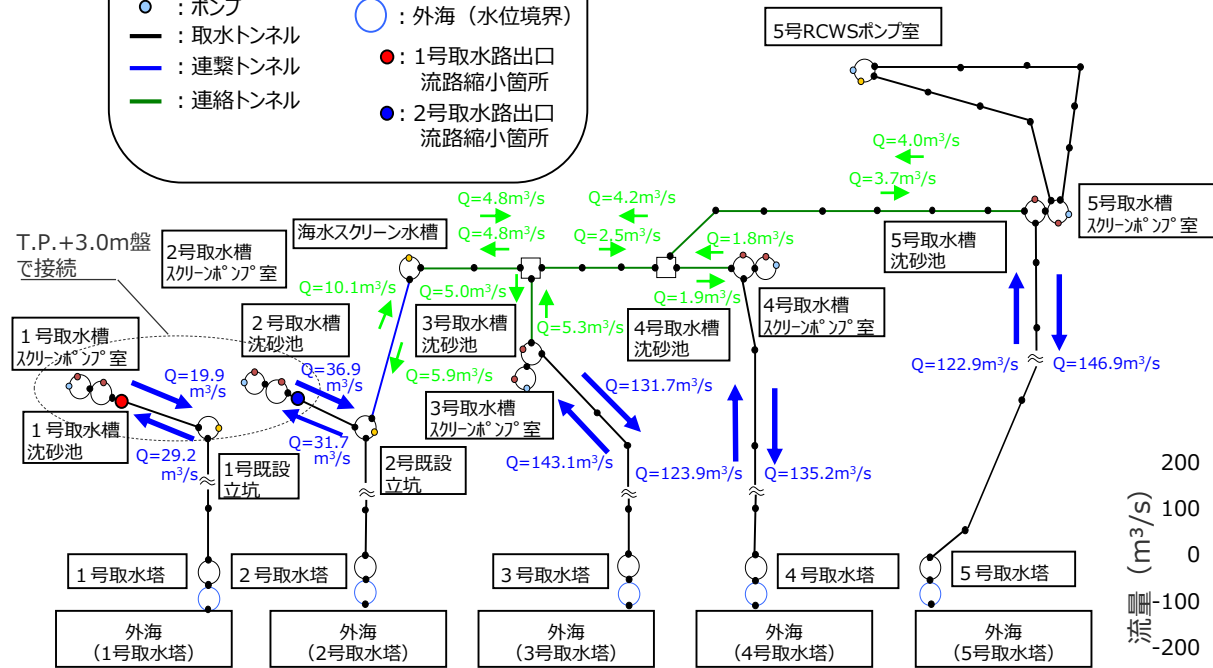 ：ポンプ
：取水トンネル
：連繋トンネル
：連絡トンネル
：外海（水位境界）
：1号取水路出口
流路縮小箇所
：2号取水路出口
流路縮小箇所
5号RCWSポンプ室
Q=4.0m³/s
Q=3.7m³/s
Q=4.8m³/s
Q=4.2m³/s
5号取水槽
スクリーンポンプ室
T.P.+3.0m盤
で接続
2号取水槽
スクリーンポンプ室
海水スクリーン水槽
Q=4.8m³/s
Q=2.5m³/s
Q=1.8m³/s
5号取水槽
沈砂池
Q=10.1m³/s
Q=5.0m³/s
Q=1.9m³/s
4号取水槽
スクリーンポンプ室
1号取水槽
スクリーンポンプ室
2号取水槽
沈砂池
3号取水槽
沈砂池
Q=5.3m³/s
4号取水槽
沈砂池
Q=122.9m³/s
Q=146.9m³/s
Q=19.9
m³/s
Q=36.9
m³/s
Q=5.9m³/s
Q=131.7m³/s
1号取水槽
沈砂池
3号取水槽
スクリーンポンプ室
Q=29.2
m³/s
Q=31.7
m³/s
1号既設
立坑
2号既設
立坑
Q=143.1m³/s
Q=123.9m³/s
Q=135.2m³/s
200
100
0
-100
-200
流量（m³/s）
1号取水塔
2号取水塔
3号取水塔
4号取水塔
5号取水塔
外海
（1号取水塔）
外海
（2号取水塔）
外海
（3号取水塔）
外海
（4号取水塔）
外海
（5号取水塔）